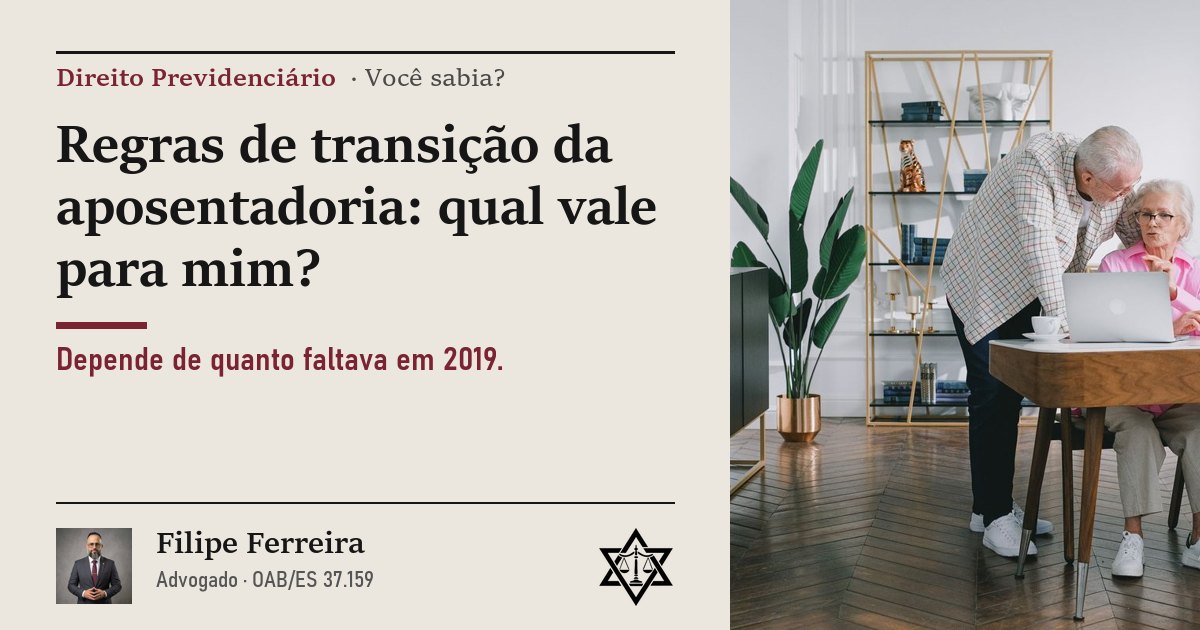 Direito Previdenciário · Você sabia?
Regras de transição da
aposentadoria: qual vale
para mim?
Depende de quanto faltava em 2019.
Filipe Ferreira
Advogado · OAB/ES 37.159